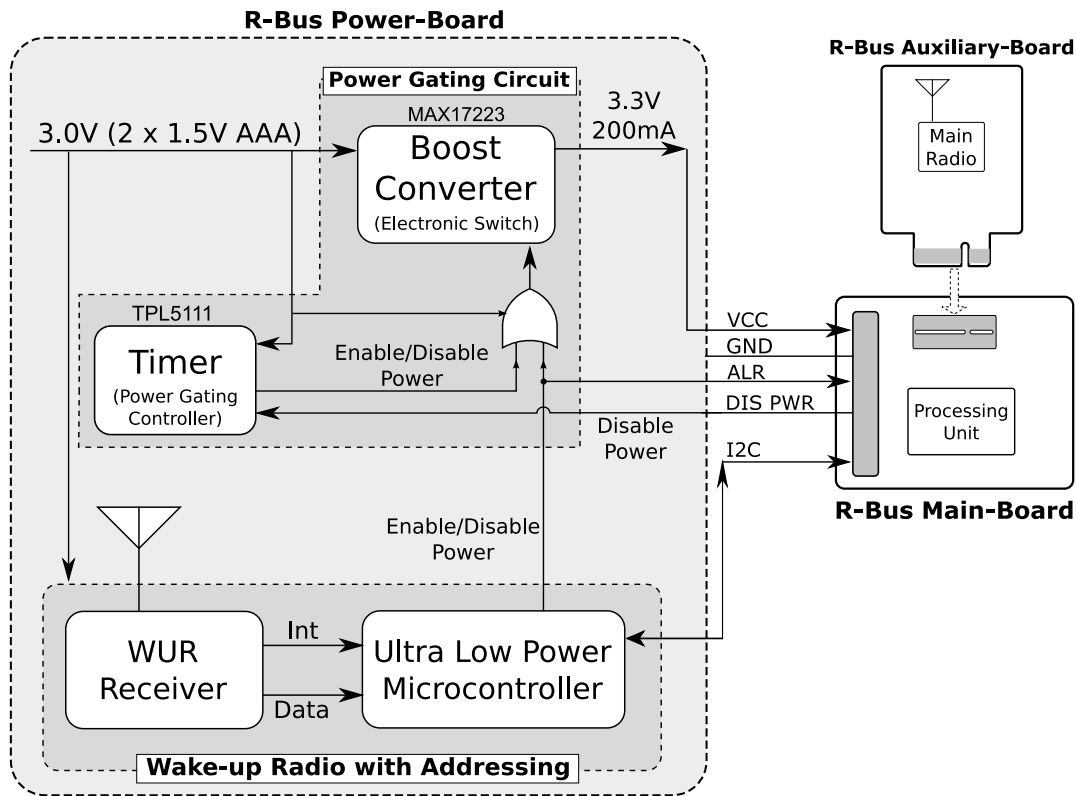 R-Bus Power-Board
R-Bus Auxiliary-Board
Power Gating Circuit
3.0V (2 x 1.5V AAA)
MAX17223
Boost
Converter
(Electronic Switch)
3.3V
200mA
Main
Radio
TPL5111
Timer
(Power Gating
Controller)
Enable/Disable
Power
VCC
GND
ALR
DIS PWR
Disable
Power
I2C
Processing
Unit
R-Bus Main-Board
Enable/Disable
Power
WUR
Receiver
Int
Data
Ultra Low Power
Microcontroller
Wake-up Radio with Addressing